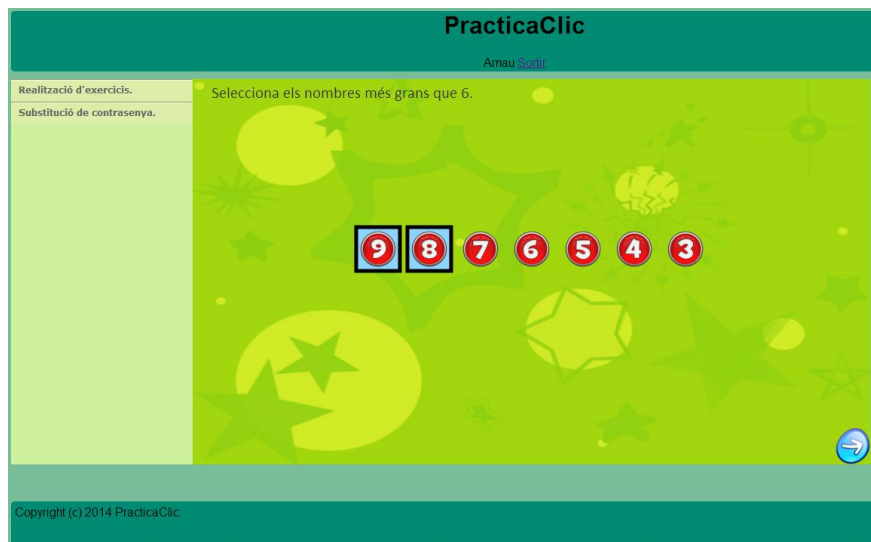 PracticaClic
Arnau Sortir
Realització d'exercicis.
Substitució de contrasenya.
Selecciona els nombres més grans que 6.
9 8 7 6 5 4 3
Copyright (c) 2014 PracticaClic.